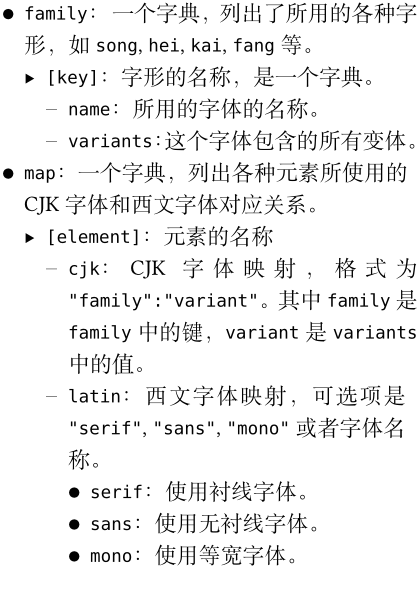 ● family：一个字典，列出了所用的各种字
形，如 song, hei, kai, fang 等。
▶ [key]：字形的名称，是一个字典。
– name：所用的字体的名称。
– variants：这个字体包含的所有变体。
● map：一个字典，列出各种元素所使用的
CJK 字体和西文字体对应关系。
▶ [element]：元素的名称
– cjk：CJK 字体映射，格式为
"family":"variant"。其中 family 是
family 中的键，variant 是 variants
中的值。
– latin：西文字体映射，可选项是
"serif", "sans", "mono" 或者字体名
称。
● serif：使用衬线字体。
● sans：使用无衬线字体。
● mono：使用等宽字体。